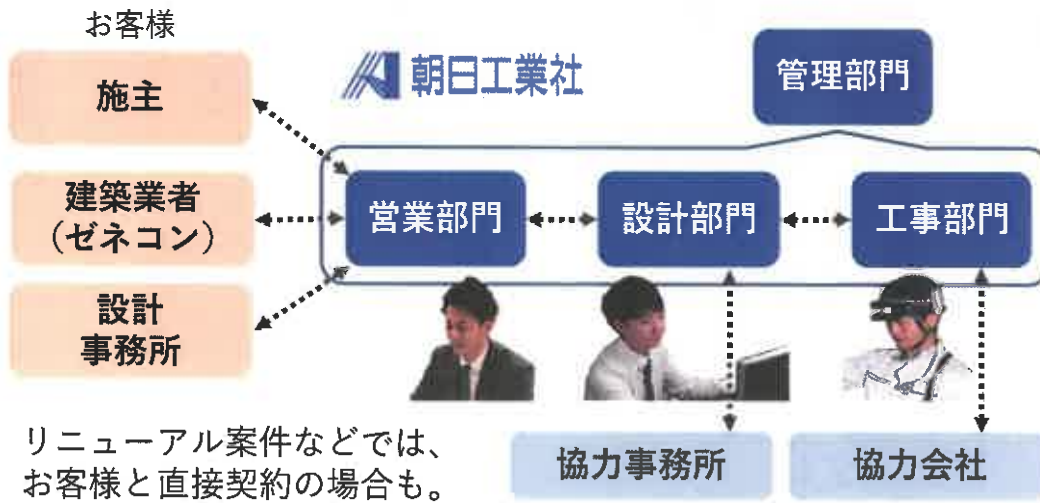 お客様
施主
建築業者
（ゼネコン）
設計
事務所
朝日工業社
管理部門
営業部門
設計部門
工事部門
協力事務所
協力会社
リニューアル案件などでは、
お客様と直接契約の場合も。